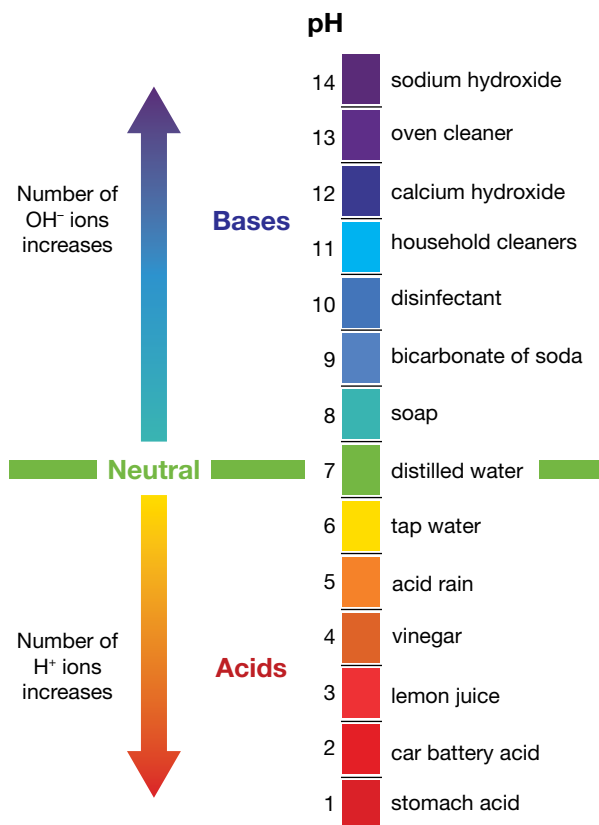 pH
14 sodium hydroxide
13 oven cleaner
12 calcium hydroxide
Number of
OH⁻ ions
increases
Bases
11 household cleaners
10 disinfectant
9 bicarbonate of soda
8 soap
Neutral
7 distilled water
6 tap water
5 acid rain
Number of
H⁺ ions
increases
Acids
4 vinegar
3 lemon juice
2 car battery acid
1 stomach acid